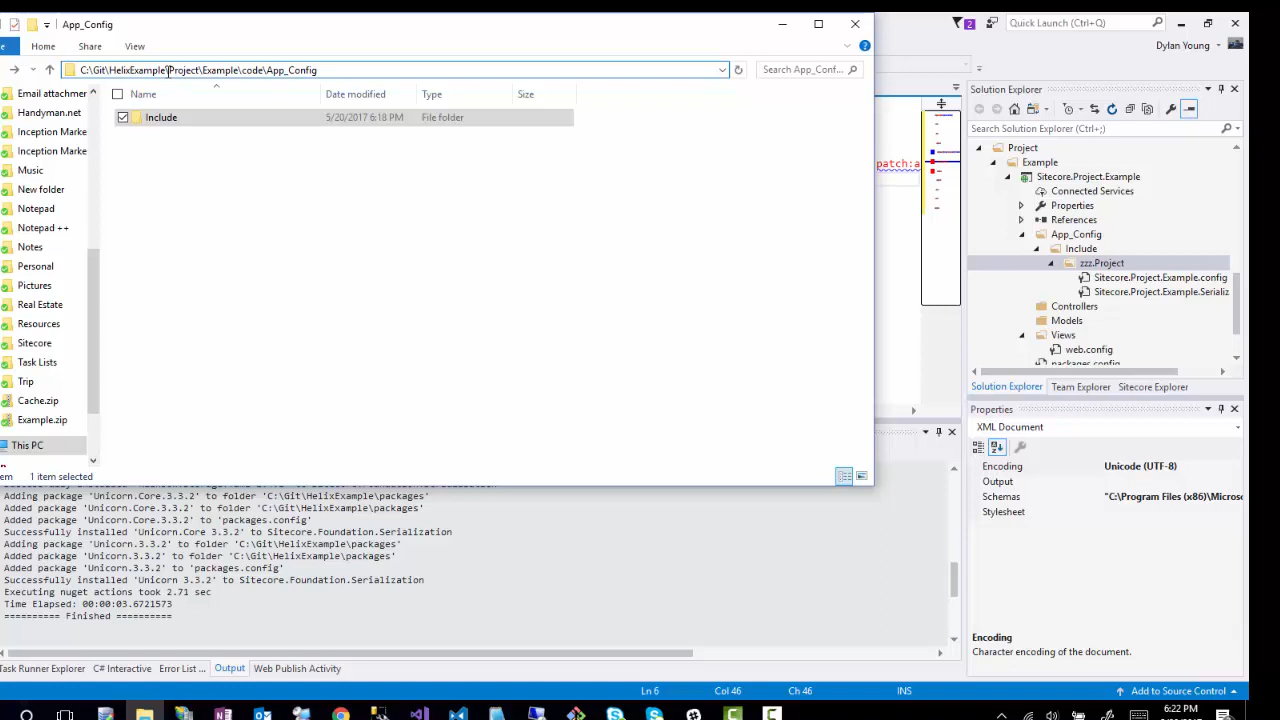 App_Config
Quick Launch (Ctrl+;)
2
Dylan Young
Home Share View
C:\Git\HelixExample\Project\Example\code\App_Config
Search App_Conf...
Name
Date modified
Type
Size
Include
5/20/2017 6:18 PM
File folder
Email attachmer
Handyman.net
Inception Marke
Inception Marke
Music
New folder
Notepad
Notepad ++
Notes
Personal
Pictures
Real Estate
Resources
Sitecore
Task Lists
Trip
Cache.zip
Example.zip
This PC
em
1 item selected
patch:a
Solution Explorer
Search Solution Explorer (Ctrl+;)
Project
Example
Sitecore.Project.Example
Connected Services
Properties
References
App_Config
Include
zzz.Project
Sitecore.Project.Example.config
Sitecore.Project.Example.Serializ
Controllers
Models
Views
web.config
packages.config
Solution Explorer Team Explorer Sitecore Explorer
Properties
XML Document
Encoding Unicode (UTF-8)
Output
Schemas "C:\Program Files (x86)\Microso
Stylesheet
Encoding
Character encoding of the document.
Adding package 'Unicorn.Core.3.3.2' to folder 'C:\Git\HelixExample\packages'
Added package 'Unicorn.Core.3.3.2' to folder 'C:\Git\HelixExample\packages'
Added package 'Unicorn.Core.3.3.2' to 'packages.config'
Successfully installed 'Unicorn.Core 3.3.2' to Sitecore.Foundation.Serialization
Adding package 'Unicorn.3.3.2' to folder 'C:\Git\HelixExample\packages'
Added package 'Unicorn.3.3.2' to folder 'C:\Git\HelixExample\packages'
Added package 'Unicorn.3.3.2' to 'packages.config'
Successfully installed 'Unicorn 3.3.2' to Sitecore.Foundation.Serialization
Executing nuget actions took 2.71 sec
Time Elapsed: 00:00:03.6721573
========== Finished ==========
Task Runner Explorer C# Interactive Error List ... Output Web Publish Activity
Ln 6 Col 46 Ch 46 INS
Add to Source Control
6:22 PM